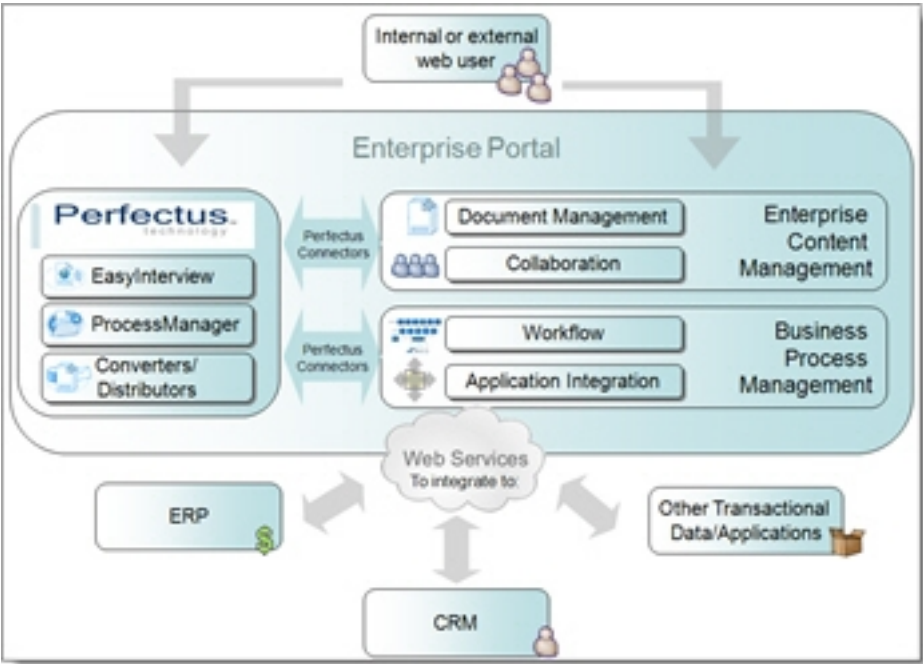 Internal or external
web user
Enterprise Portal
Perfectus
technology
EasyInterview
ProcessManager
Converters/
Distributors
Perfectus
Connectors
Perfectus
Connectors
Document Management
Collaboration
Enterprise
Content
Management
Workflow
Application Integration
Business
Process
Management
Web Services
To integrate to:
ERP
$
Other Transactional
Data/Applications
CRM